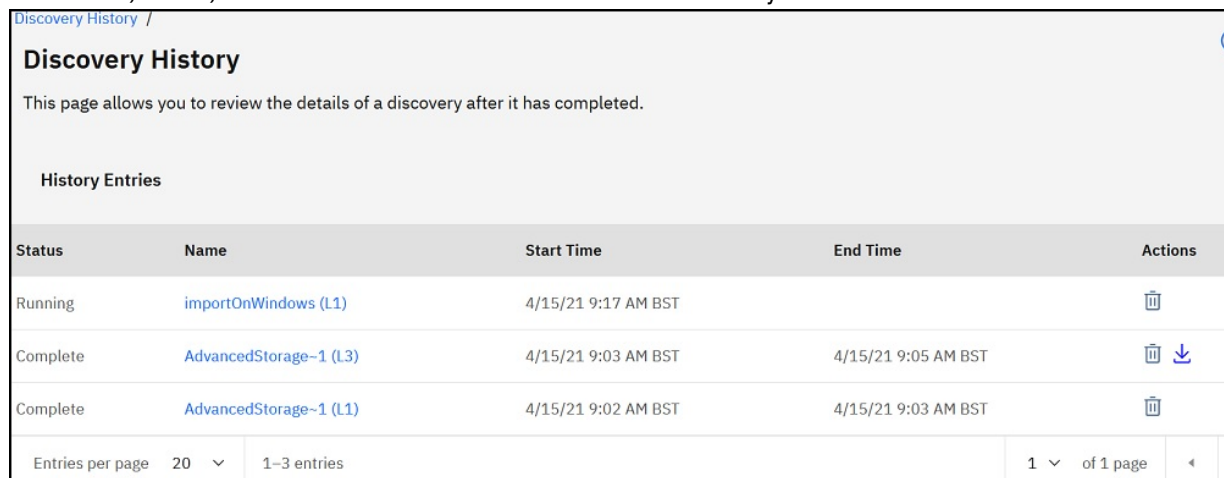 Discovery History /
Discovery History
This page allows you to review the details of a discovery after it has completed.
History Entries
Status Name Start Time End Time Actions
Running importOnWindows (L1) 4/15/21 9:17 AM BST
Complete AdvancedStorage~1 (L3) 4/15/21 9:03 AM BST 4/15/21 9:05 AM BST
Complete AdvancedStorage~1 (L1) 4/15/21 9:02 AM BST 4/15/21 9:03 AM BST
Entries per page 20 1–3 entries 1 of 1 page